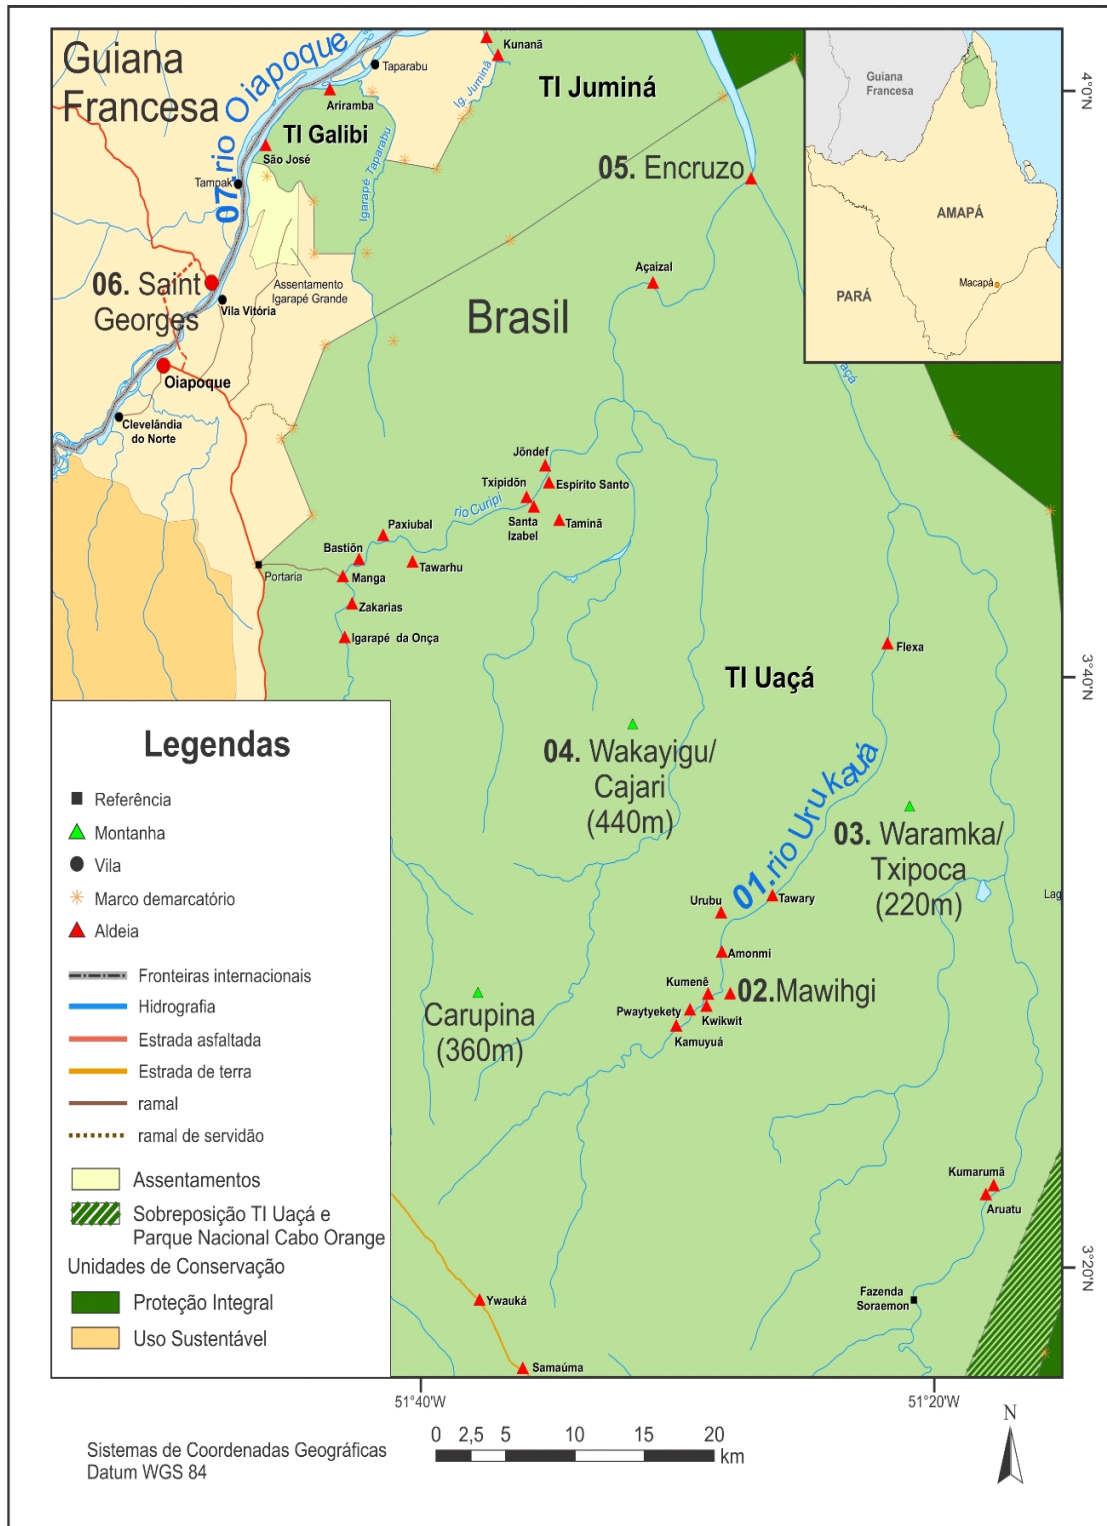 Guiana
Francesa
07. rio Oiapoque
Taparabu
Kunanã
Ig. Juminã
TI Juminá
4°0'N
Guiana
Francesa
AMAPÁ
Macapá
PARÁ
Ariramba
TI Galibi
São José
Igarapé Taparabu
Tampak
05. Encruzo
06. Saint
Georges
Assentamento
Igarapé Grande
Vila Vitória
Açaizal
Brasil
Oiapoque
Clevelândia
do Norte
Jõndef
Txipidõn
Espírito Santo
rio Curipi
Santa
Izabel
Taminã
Paxiubal
Bastiõn
Tawarhu
Portaria
Manga
Zakarias
Igarapé da Onça
Flexa
TI Uaçá
3°40'N
04. Wakayigu/
Cajari
(440m)
01.rio Urukauá
03. Waramka/
Txipoca
(220m)
Lag
Urubu
Tawary
Amonmi
Kumenê
02.Mawihgi
Pwaytyekety
Kwikwit
Kamuyuá
Carupina
(360m)
Kumarumã
Aruatu
3°20'N
Fazenda
Soraemon
Ywauká
Samaúma
Legendas
Referência
Montanha
Vila
Marco demarcatório
Aldeia
Fronteiras internacionais
Hidrografia
Estrada asfaltada
Estrada de terra
ramal
ramal de servidão
Assentamentos
Sobreposição TI Uaçá e
Parque Nacional Cabo Orange
Unidades de Conservação
Proteção Integral
Uso Sustentável
51°40'W
51°20'W
Sistemas de Coordenadas Geográficas
Datum WGS 84
0 2,5 5 10 15 20
km
N